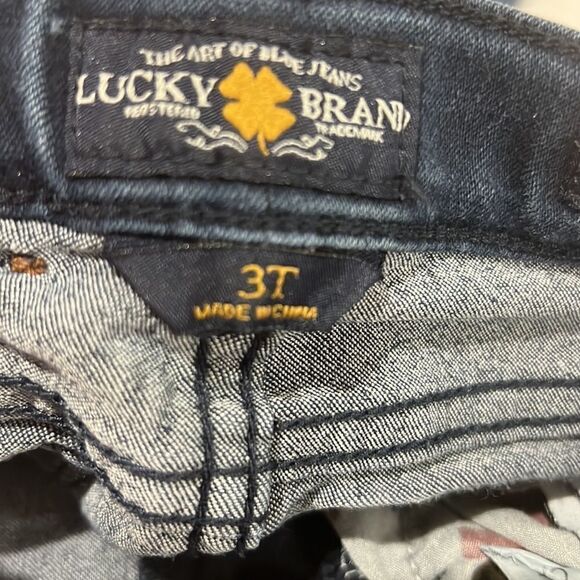 THE ART OF BLUE JEANS
LUCKY BRAND
REGISTERED TRADEMARK
3T
MADE IN CHINA